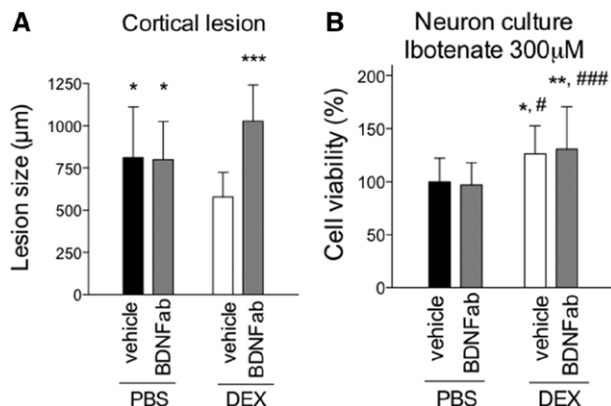 A
Cortical lesion
Lesion size (µm)
1250
1000
750
500
250
0
*
*
***
vehicle
BDNFab
vehicle
BDNFab
PBS
DEX
B
Neuron culture
Ibotenate 300µM
Cell viability (%)
200
150
100
50
0
*, #
**, ###
vehicle
BDNFab
vehicle
BDNFab
PBS
DEX